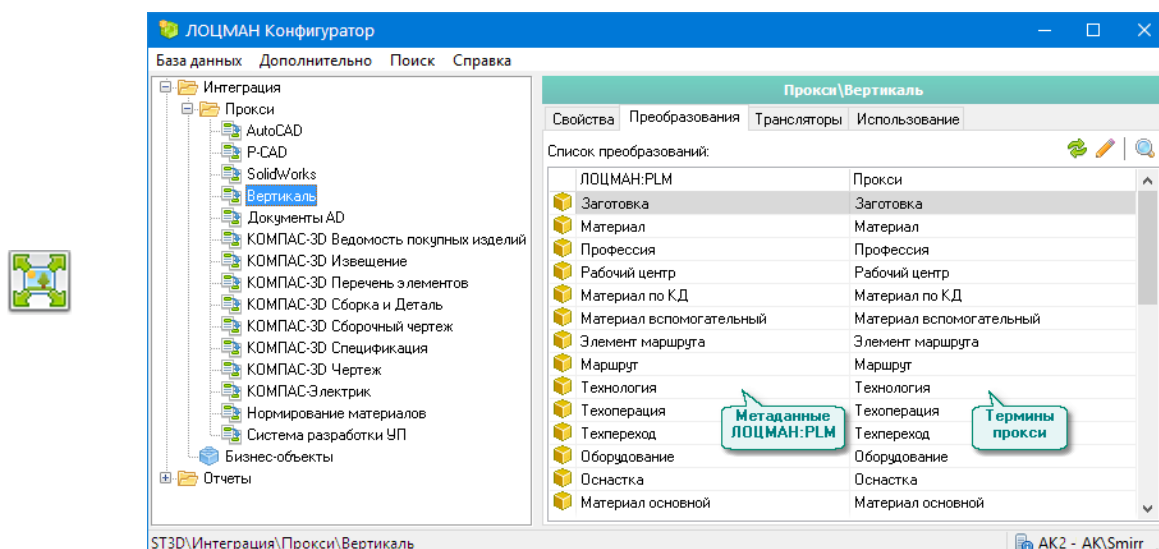 ЛОЦМАН Конфигуратор
База данных Дополнительно Поиск Справка
Интеграция
Прокси
AutoCAD
P-CAD
SolidWorks
Вертикаль
Документы AD
КОМПАС-3D Ведомость покупных изделий
КОМПАС-3D Извещение
КОМПАС-3D Перечень элементов
КОМПАС-3D Сборка и Деталь
КОМПАС-3D Сборочный чертеж
КОМПАС-3D Спецификация
КОМПАС-3D Чертеж
КОМПАС-Электрик
Нормирование материалов
Система разработки УП
Бизнес-объекты
Отчеты
Прокси\Вертикаль
Свойства Преобразования Трансляторы Использование
Список преобразований:
ЛОЦМАН:PLM Прокси
Заготовка Заготовка
Материал Материал
Профессия Профессия
Рабочий центр Рабочий центр
Материал по КД Материал по КД
Материал вспомогательный Материал вспомогательный
Элемент маршрута Элемент маршрута
Маршрут Маршрут
Технология Технология
Техоперация Техоперация
Техпереход Техпереход
Оборудование Оборудование
Оснастка Оснастка
Материал основной Материал основной
Метаданные
ЛОЦМАН:PLM
Термины
прокси
ST3D\Интеграция\Прокси\Вертикаль
AK2 - AK\Smirr